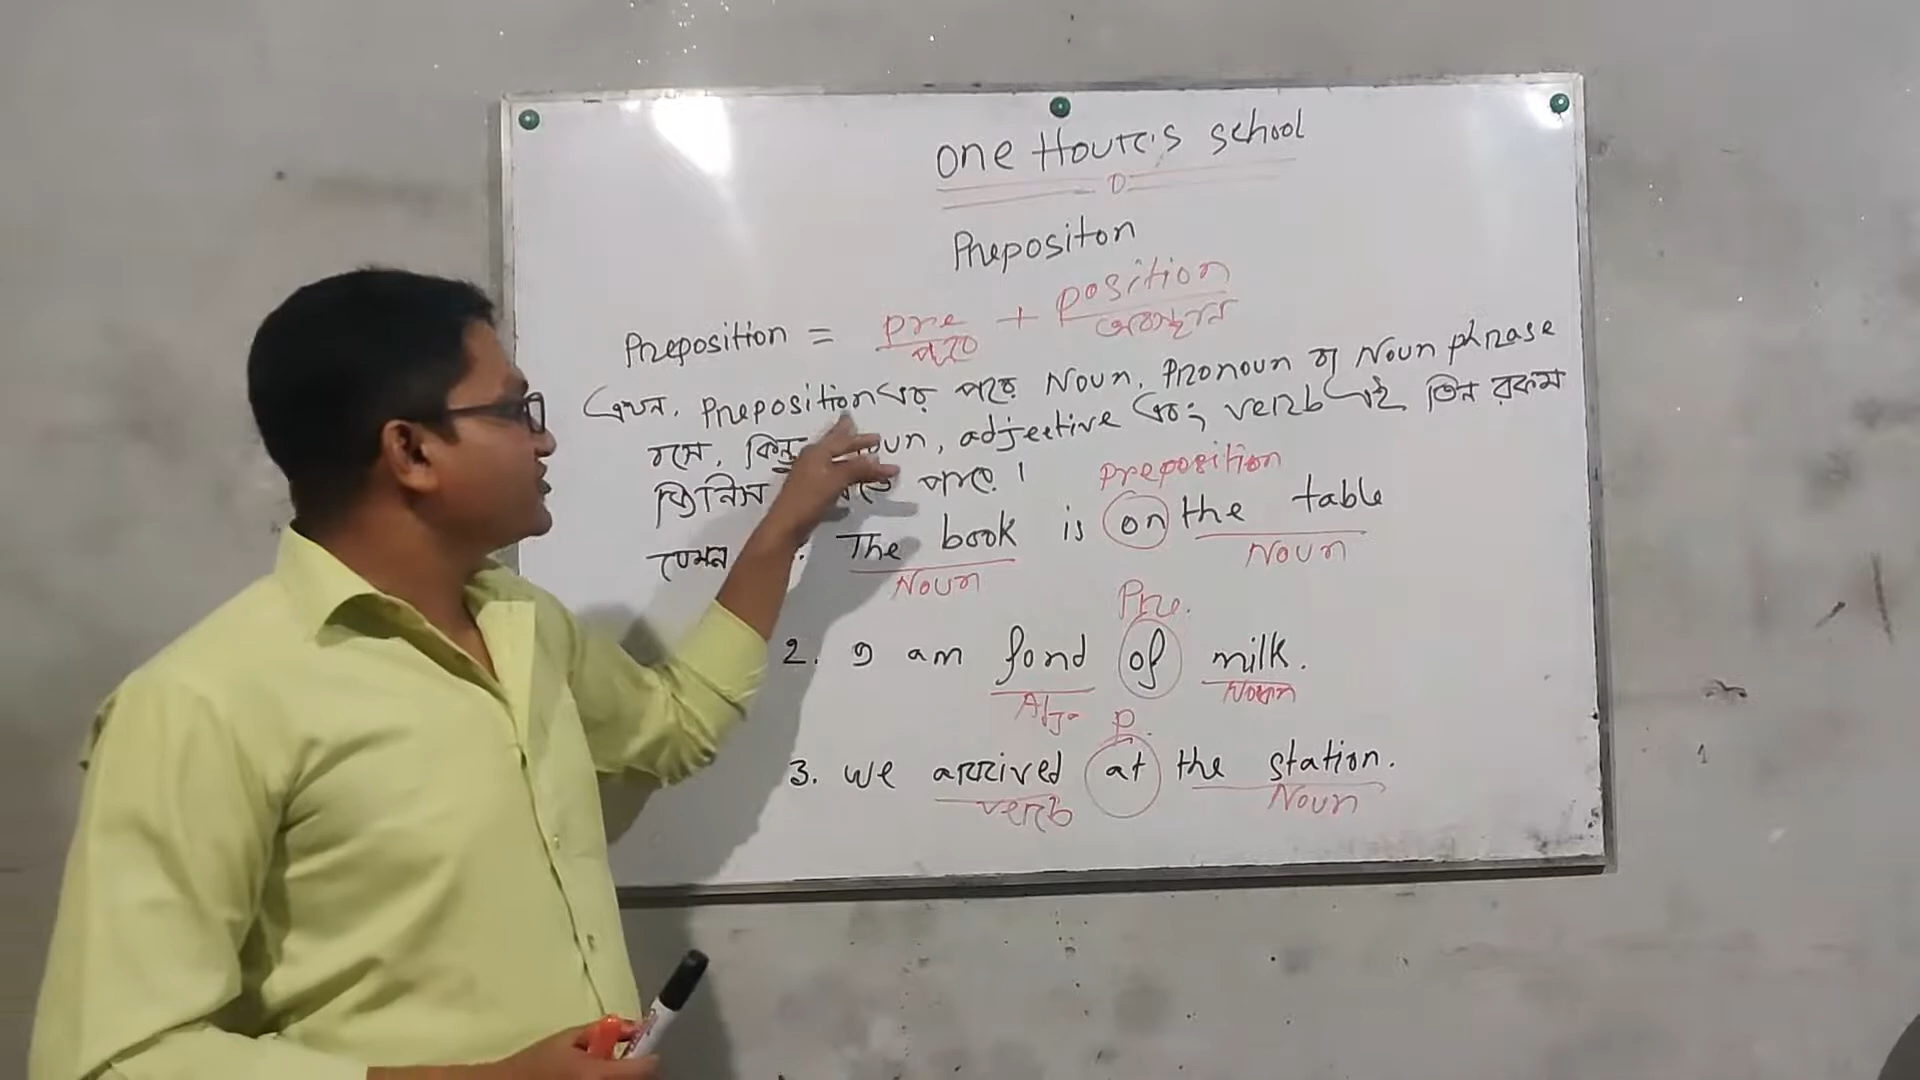 One Hour's school
Prepositon
Preposition = pre + position
অবস্থান
Preposition এর পরে Noun, Pronoun বা Noun phrase
বসে, কিন্তু Noun, adjective এবং verb এই তিন রকম
জিনিস পারে।
Preposition
যেমন The book is on the table
Noun Noun
Pre.
2. I am fond of milk.
Adj. Noun
P.
3. We arrived at the station.
verb Noun